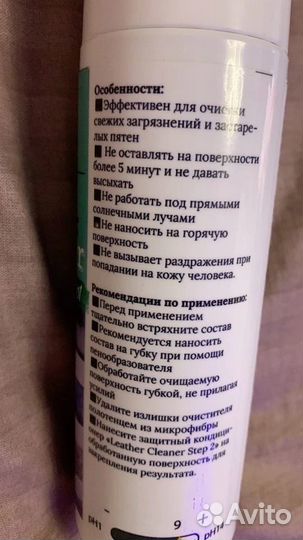 Особенности:
■Эффективен для очистки
свежих загрязнений и застаре-
лых пятен
■ Не оставлять на поверхности
более 5 минут и не давать
высыхать
■Не работать под прямыми
солнечными лучами
■Не наносить на горячую
поверхность
■Не вызывает раздражения при
попадании на кожу человека.
Рекомендации по применению:
■Перед применением
тщательно встряхните состав
■Рекомендуется наносить
состав на губку при помощи
пенообразователя
■Обработайте очищаемую
поверхность губкой, не прилагая
усилий
■Удалите излишки очистителя
полотенцем из микрофибры
■Нанесите защитный кондици-
онер «Leather Cleaner Step 2» на
обработанную поверхность для
закрепления результата.
9
pH1
pH14
Avito